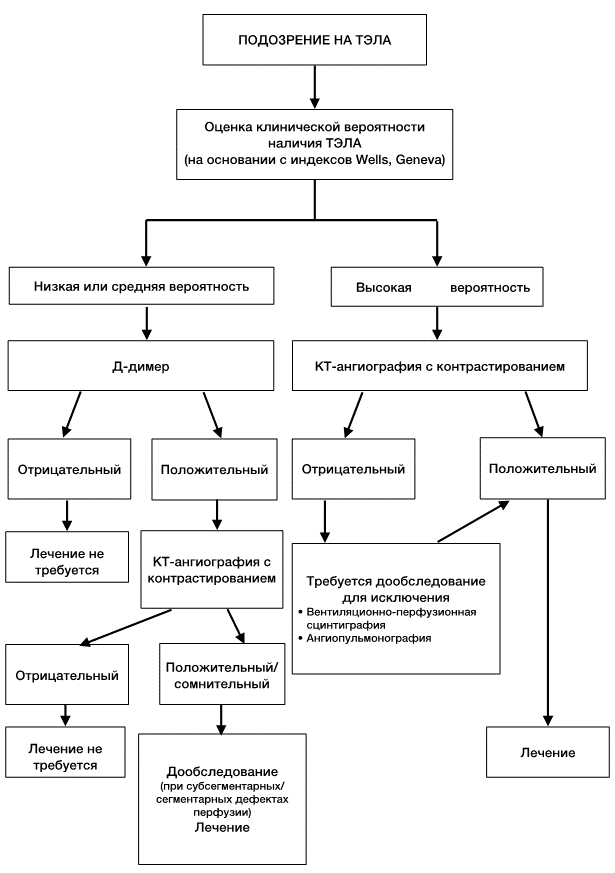 ПОДОЗРЕНИЕ НА ТЭЛА
Оценка клинической вероятности
наличия ТЭЛА
(на основании с индексов Wells, Geneva)
Низкая или средняя вероятность
Высокая вероятность
Д-димер
КТ-ангиография с контрастированием
Отрицательный
Положительный
Отрицательный
Положительный
Лечение не
требуется
КТ-ангиография с
контрастированием
Требуется дообследование
для исключения
• Вентиляционно-перфузионная
сцинтиграфия
• Ангиопульмонография
Отрицательный
Положительный/
сомнительный
Лечение не
требуется
Дообследование
(при субсегментарных/
сегментарных дефектах
перфузии)
Лечение
Лечение